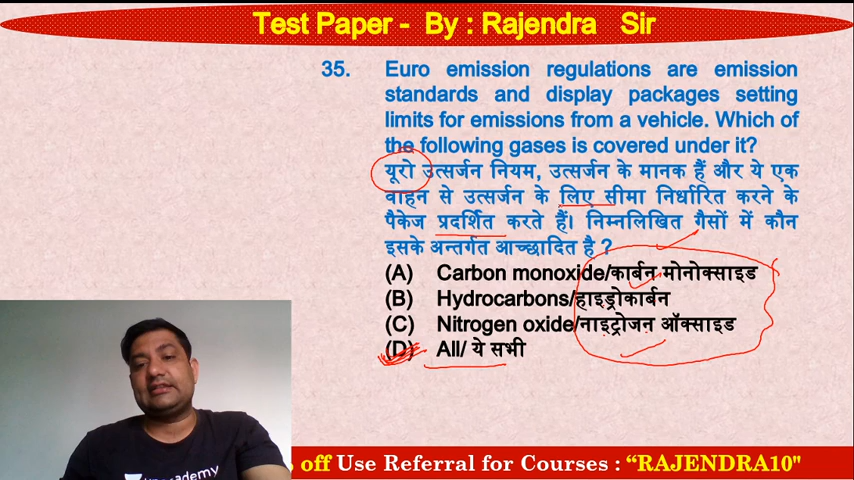 Test Paper - By : Rajendra Sir
35. Euro emission regulations are emission
standards and display packages setting
limits for emissions from a vehicle. Which of
the following gases is covered under it?
यूरो उत्सर्जन नियम, उत्सर्जन के मानक हैं और ये एक
वाहन से उत्सर्जन के लिए सीमा निर्धारित करने के
पैकेज प्रदर्शित करते हैं। निम्नलिखित गैसों में कौन
इसके अन्तर्गत आच्छादित है ?
(A) Carbon monoxide/कार्बन मोनोक्साइड
(B) Hydrocarbons/हाइड्रोकार्बन
(C) Nitrogen oxide/नाइट्रोजन ऑक्साइड
(D) All/ ये सभी
off Use Referral for Courses : “RAJENDRA10"